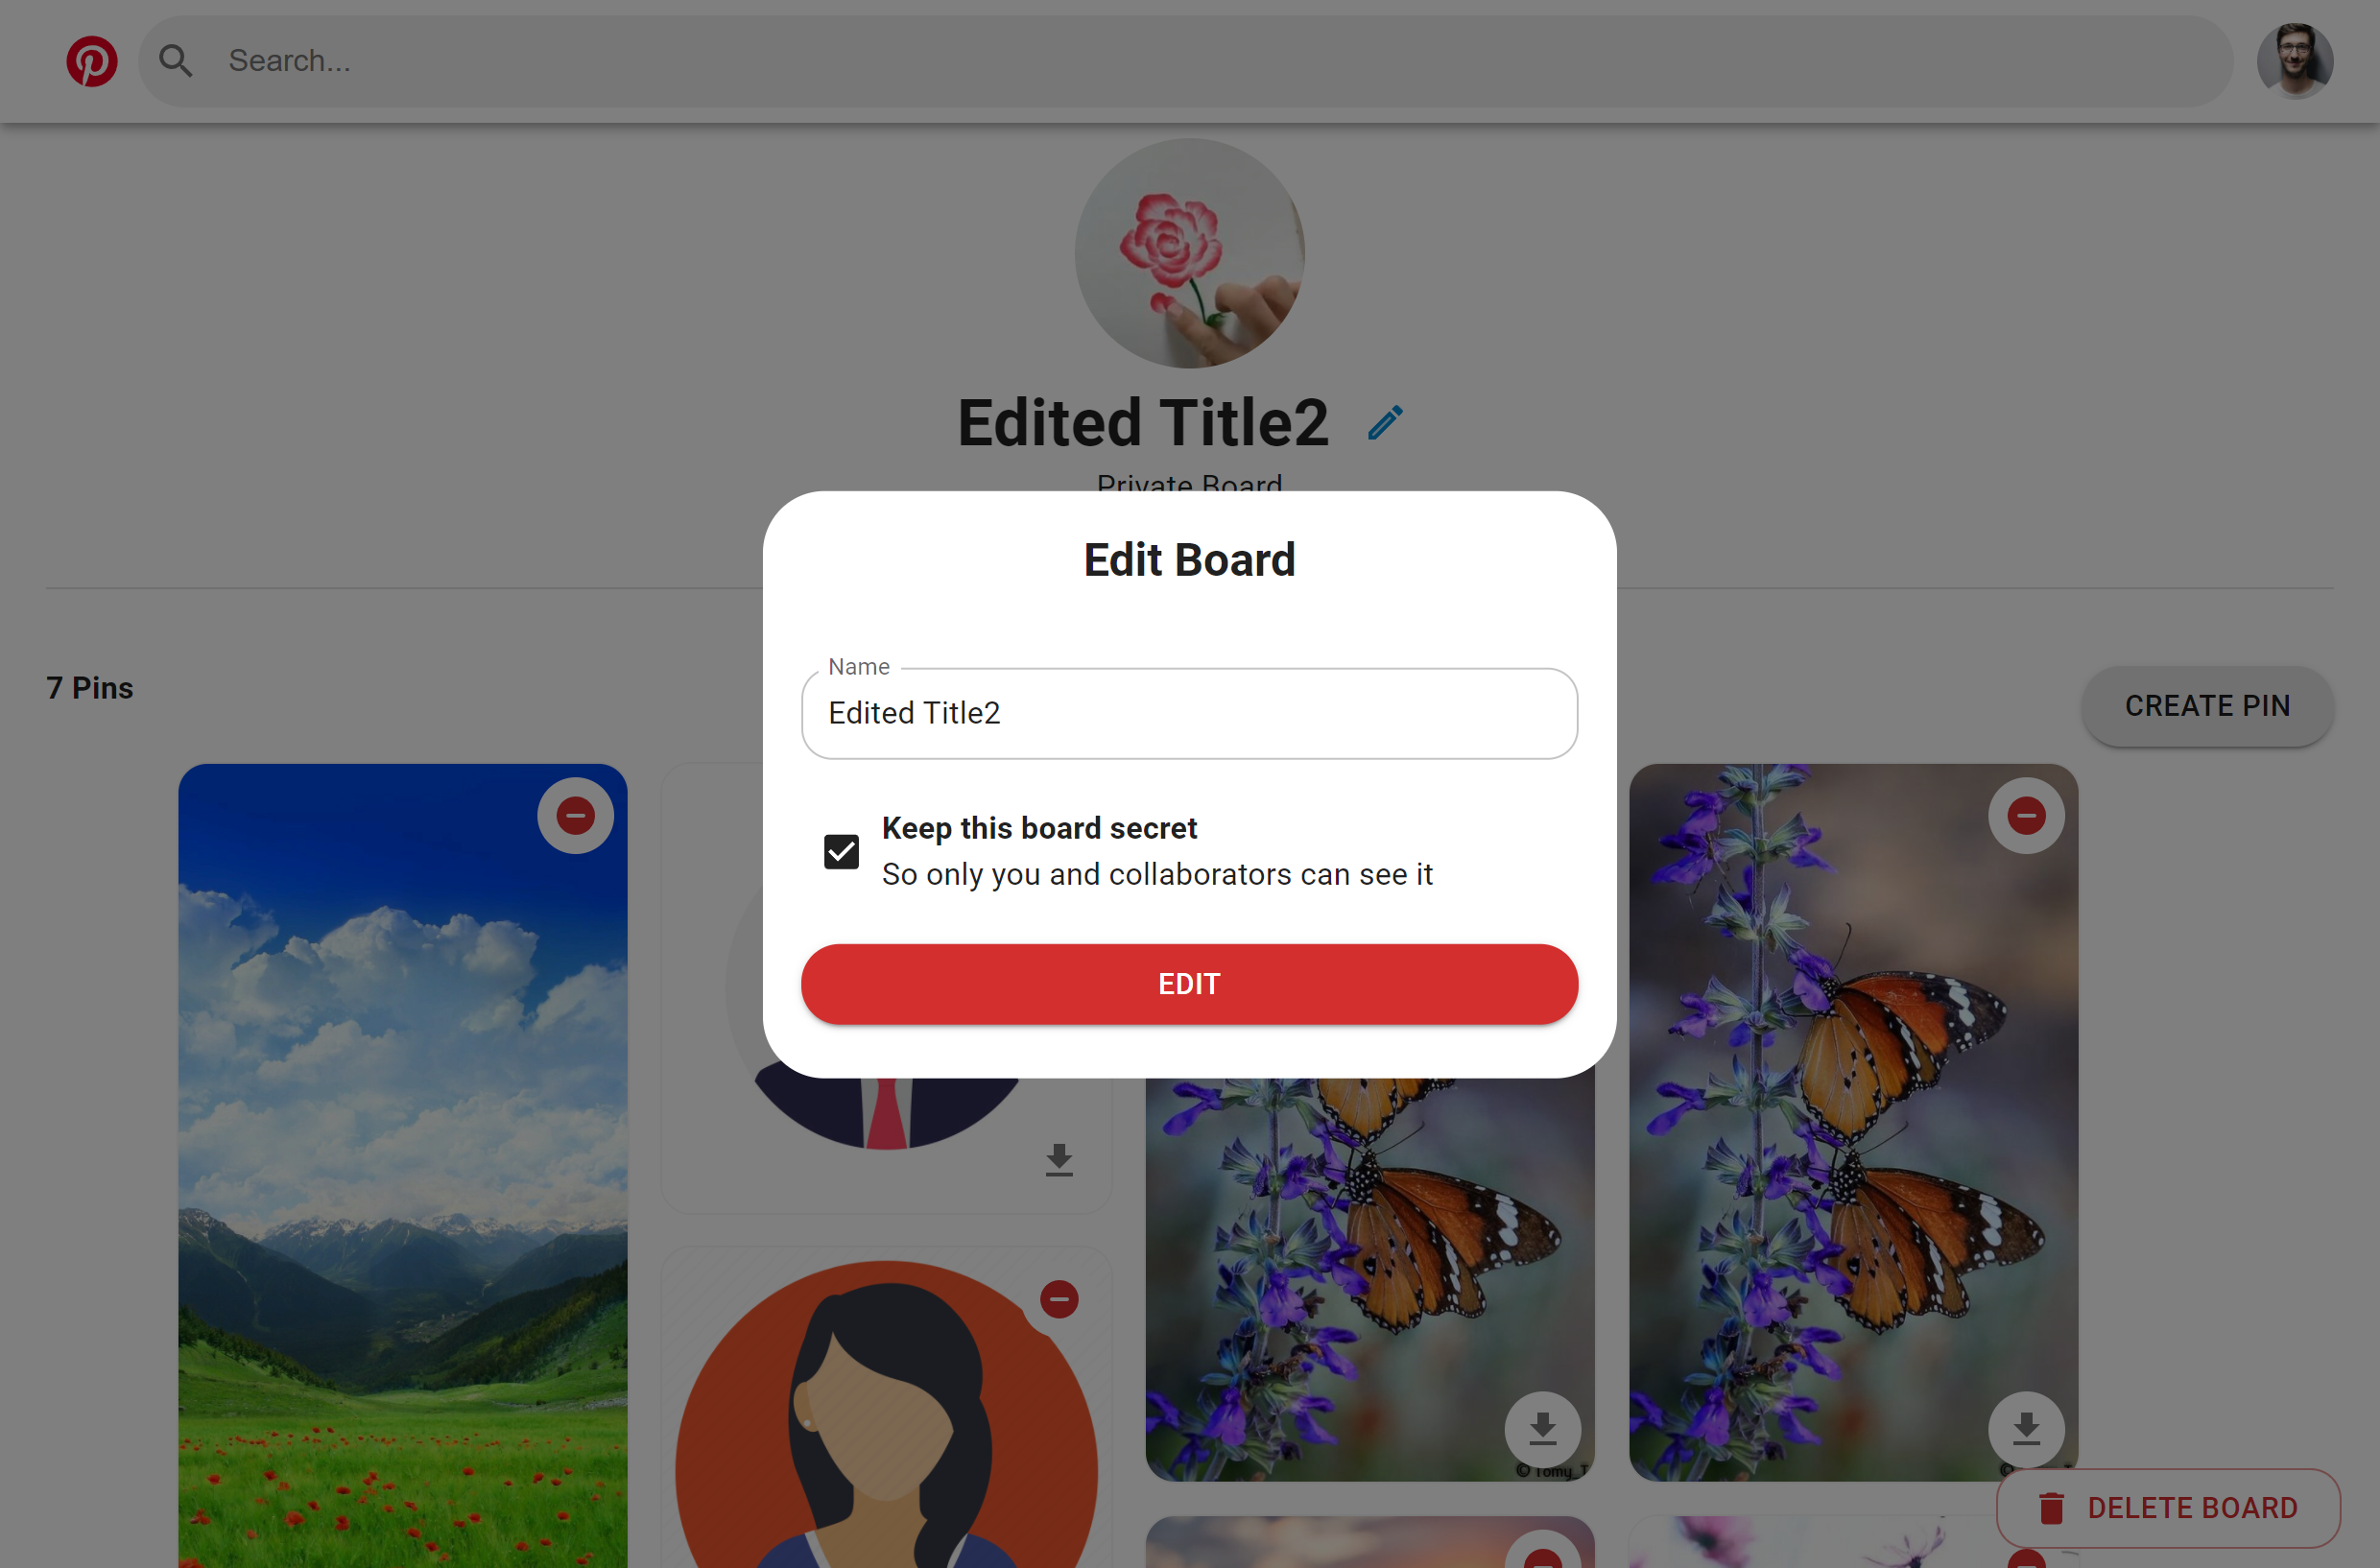 Search...
Edited Title2
Private Board
Edit Board
Name
Edited Title2
Keep this board secret
So only you and collaborators can see it
EDIT
7 Pins
CREATE PIN
© Tomy_T
DELETE BOARD